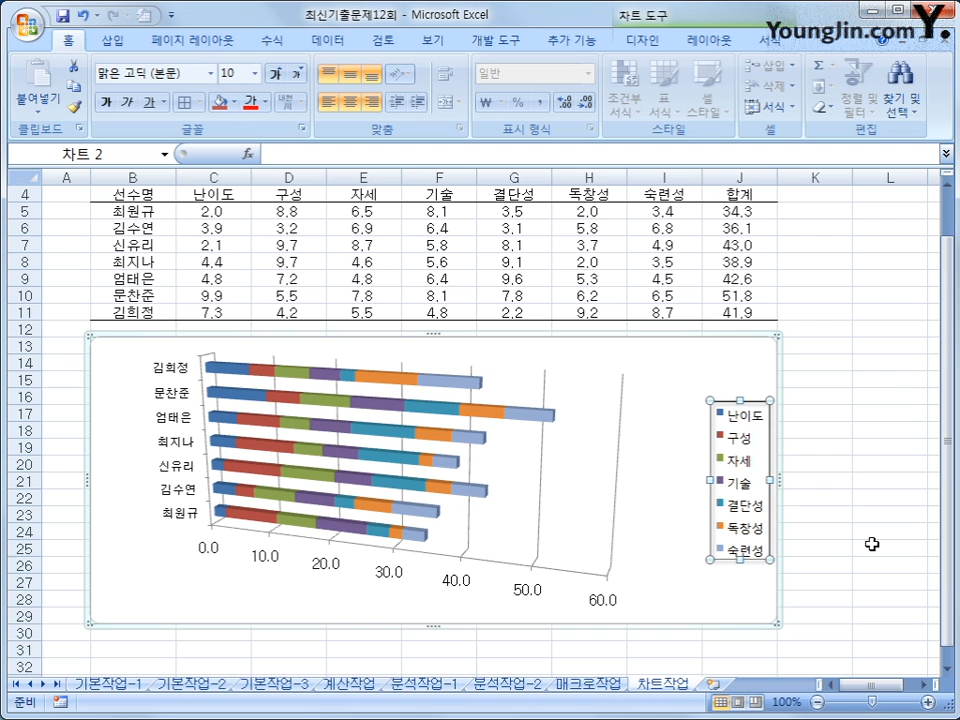 최신기출문제12회 - Microsoft Excel 차트 도구
YoungJin.com Y.
홈 삽입 페이지 레이아웃 수식 데이터 검토 보기 개발 도구 추가 기능 디자인 레이아웃 서식
붙여넣기 맑은 고딕 (본문) 10 일반 조건부 서식 표 서식 셀 스타일 삽입 삭제 서식 정렬 및 필터 찾기 및 선택
클립보드 글꼴 맞춤 표시 형식 스타일 셀 편집
차트 2 fx
A B C D E F G H I J K L
4 선수명 난이도 구성 자세 기술 결단성 독창성 숙련성 합계
5 최원규 2.0 8.8 6.5 8.1 3.5 2.0 3.4 34.3
6 김수연 3.9 3.2 6.9 6.4 3.1 5.8 6.8 36.1
7 신유리 2.1 9.7 8.7 5.8 8.1 3.7 4.9 43.0
8 최지나 4.4 9.7 4.6 5.6 9.1 2.0 3.5 38.9
9 엄태은 4.8 7.2 4.8 6.4 9.6 5.3 4.5 42.6
10 문찬준 9.9 5.5 7.8 8.1 7.8 6.2 6.5 51.8
11 김희정 7.3 4.2 5.5 4.8 2.2 9.2 8.7 41.9
12
13
14
15
16
17
18
19
20
21
22
23
24
25
26
27
28
29
30
31
32
김희정
문찬준
엄태은
최지나
신유리
김수연
최원규
0.0 10.0 20.0 30.0 40.0 50.0 60.0
난이도
구성
자세
기술
결단성
독창성
숙련성
기본작업-1 기본작업-2 기본작업-3 계산작업 분석작업-1 분석작업-2 매크로작업 차트작업
준비 100%